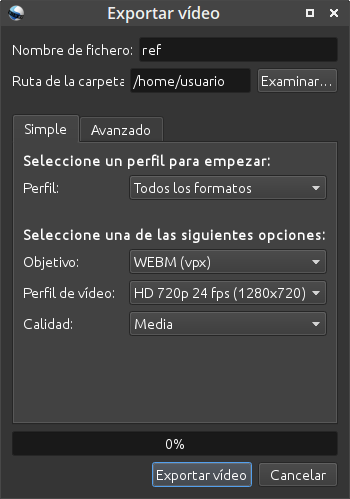 Exportar vídeo
Nombre de fichero: ref
Ruta de la carpeta /home/usuario Examinar...
Simple Avanzado
Seleccione un perfil para empezar:
Perfil: Todos los formatos
Seleccione una de las siguientes opciones:
Objetivo: WEBM (vpx)
Perfil de vídeo: HD 720p 24 fps (1280x720)
Calidad: Media
0%
Exportar vídeo Cancelar